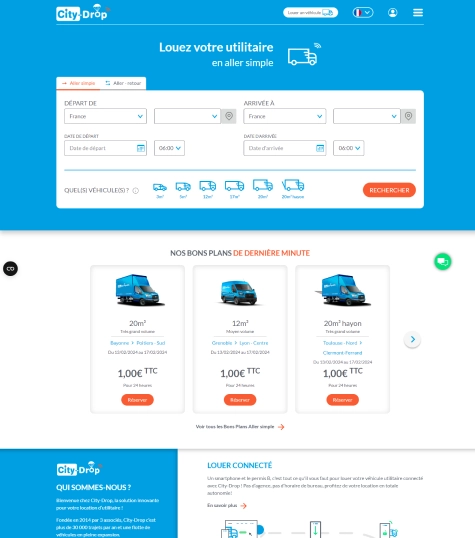 City-Drop
Louer un véhicule
Louez votre utilitaire
en aller simple
Aller simple
Aller - retour
DÉPART DE
ARRIVÉE À
France
France
DATE DE DÉPART
DATE D'ARRIVÉE
Date de départ
06:00
Date d'arrivée
06:00
QUEL(S) VÉHICULE(S) ?
3m³
12m³
20m³
20m³ hayon
RECHERCHER
NOS BONS PLANS DE DERNIÈRE MINUTE
20m³
Très grand volume
Bayonne > Poitiers - Sud
Du 13/02/2024 au 17/02/2024
1,00€ TTC
Pour 24 heures
Réserver
12m³
Moyen volume
Grenoble > Lyon - Centre
Du 13/02/2024 au 17/02/2024
1,00€ TTC
Pour 24 heures
Réserver
20m³ hayon
Très grand volume
Toulouse - Nord >
Clermont-Ferrand
Du 13/02/2024 au 17/02/2024
1,00€ TTC
Pour 24 heures
Réserver
Voir tous les Bons Plans Aller simple
City-Drop
QUI SOMMES-NOUS ?
Bienvenue chez City-Drop, la solution innovante
pour votre location d'utilitaire !
Fondée en 2014 par 3 associés, City-Drop c'est
plus de 30 000 trajets par an et une flotte de
véhicules en pleine expansion.
LOUER CONNECTÉ
Un smartphone et le permis B, c'est tout ce qu'il vous faut pour louer votre véhicule utilitaire connecté
avec City-Drop ! Pas d'agence, pas d'horaire de bureau, profitez de votre location en toute
autonomie !
En savoir plus